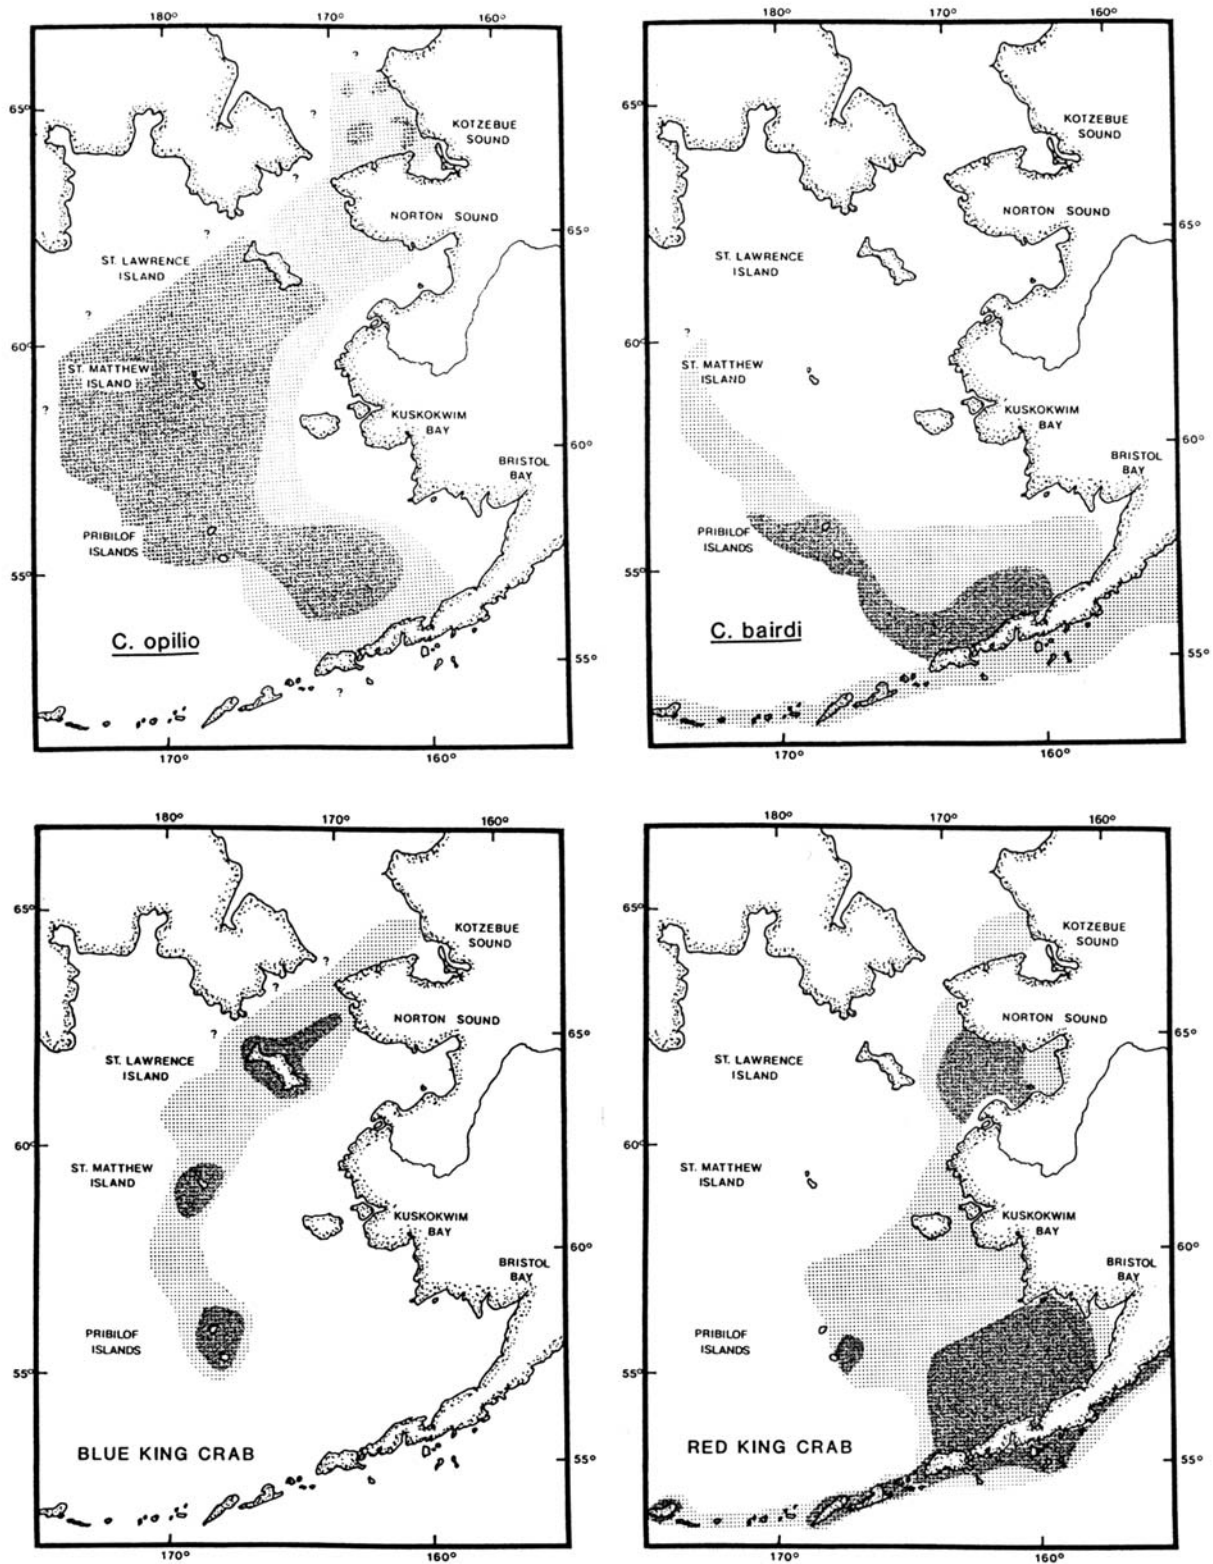 180° 170° 160°
?
65°
?
KOTZEBUE
SOUND
?
NORTON SOUND
?
65°
ST. LAWRENCE
ISLAND
?
60°
ST. MATTHEW
ISLAND
?
KUSKOKWIM
BAY
60°
BRISTOL
BAY
PRIBILOF
ISLANDS
55°
C. opilio
55°
?
170° 160°
180° 170° 160°
65°
KOTZEBUE
SOUND
NORTON SOUND
65°
ST. LAWRENCE
ISLAND
?
60°
ST. MATTHEW
ISLAND
KUSKOKWIM
BAY
60°
BRISTOL
BAY
PRIBILOF
ISLANDS
55°
C. bairdi
55°
170° 160°
180° 170° 160°
65°
KOTZEBUE
SOUND
?
?
NORTON SOUND
?
65°
ST. LAWRENCE
ISLAND
60°
ST. MATTHEW
ISLAND
KUSKOKWIM
BAY
60°
BRISTOL
BAY
PRIBILOF
ISLANDS
55°
BLUE KING CRAB
55°
170° 160°
180° 170° 160°
65°
KOTZEBUE
SOUND
NORTON SOUND
65°
ST. LAWRENCE
ISLAND
60°
ST. MATTHEW
ISLAND
KUSKOKWIM
BAY
60°
BRISTOL
BAY
PRIBILOF
ISLANDS
55°
RED KING CRAB
55°
170° 160°